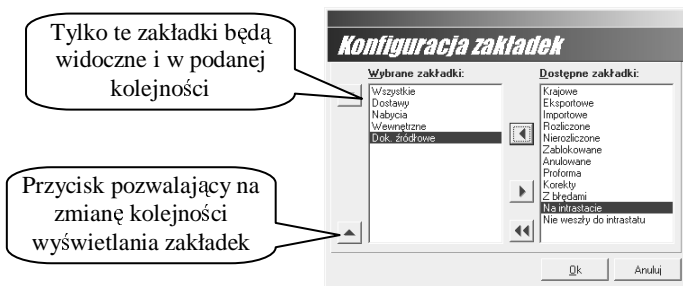 Tylko te zakładki będą
widoczne i w podanej
kolejności
Przycisk pozwalający na
zmianę kolejności
wyświetlania zakładek
Konfiguracja zakładek
Wybrane zakładki:
Wszystkie
Dostawy
Nabycia
Wewnętrzne
Dok. źródłowe
Dostępne zakładki:
Krajowe
Eksportowe
Importowe
Rozliczone
Nierozliczone
Zablokowane
Anulowane
Proforma
Korekty
Z błędami
Na intrastacie
Nie weszły do intrastatu
Ok
Anuluj